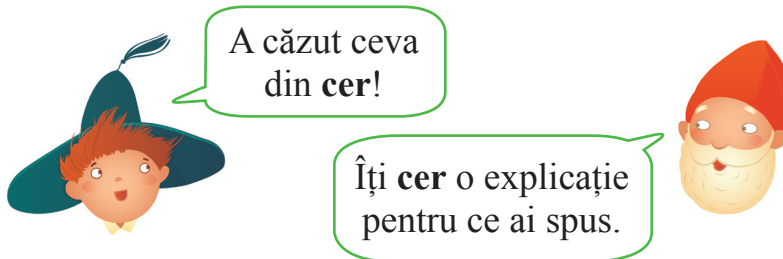 A căzut ceva
din cer!
Îți cer o explicație
pentru ce ai spus.